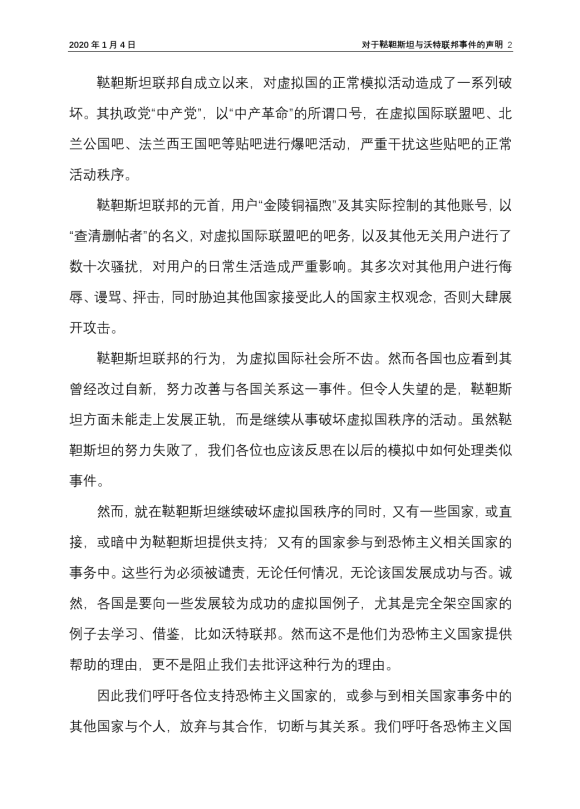 2020 年 1 月 4 日
对于鞑靼斯坦与沃特联邦事件的声明 2
鞑靼斯坦联邦自成立以来，对虚拟国的正常模拟活动造成了一系列破
坏。其执政党“中产党”，以“中产革命”的所谓口号，在虚拟国际联盟吧、北
兰公国吧、法兰西王国吧等贴吧进行爆吧活动，严重干扰这些贴吧的正常
活动秩序。
鞑靼斯坦联邦的元首，用户“金陵铜福煦”及其实际控制的其他账号，以
“查清删帖者”的名义，对虚拟国际联盟吧的吧务，以及其他无关用户进行了
数十次骚扰，对用户的日常生活造成严重影响。其多次对其他用户进行侮
辱、谩骂、抨击，同时胁迫其他国家接受此人的国家主权观念，否则大肆展
开攻击。
鞑靼斯坦联邦的行为，为虚拟国际社会所不齿。然而各国也应看到其
曾经改过自新，努力改善与各国关系这一事件。但令人失望的是，鞑靼斯
坦方面未能走上发展正轨，而是继续从事破坏虚拟国秩序的活动。虽然鞑
靼斯坦的努力失败了，我们各位也应该反思在以后的模拟中如何处理类似
事件。
然而，就在鞑靼斯坦继续破坏虚拟国秩序的同时，又有一些国家，或直
接，或暗中为鞑靼斯坦提供支持；又有的国家参与到恐怖主义相关国家的
事务中。这些行为必须被谴责，无论任何情况，无论该国发展成功与否。诚
然，各国是要向一些发展较为成功的虚拟国例子，尤其是完全架空国家的
例子去学习、借鉴，比如沃特联邦。然而这不是他们为恐怖主义国家提供
帮助的理由，更不是阻止我们去批评这种行为的理由。
因此我们呼吁各位支持恐怖主义国家的，或参与到相关国家事务中的
其他国家与个人，放弃与其合作，切断与其关系。我们呼吁各恐怖主义国